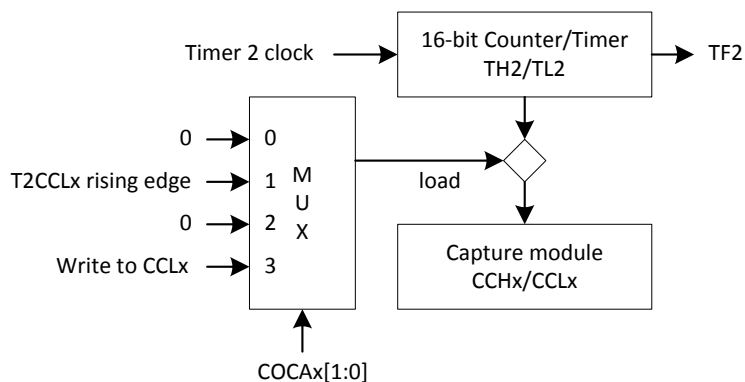 Timer 2 clock
16-bit Counter/Timer
TH2/TL2
TF2
0
T2CCLx rising edge
0
Write to CCLx
0
1
2
3
M
U
X
load
Capture module
CCHx/CCLx
COCAx[1:0]